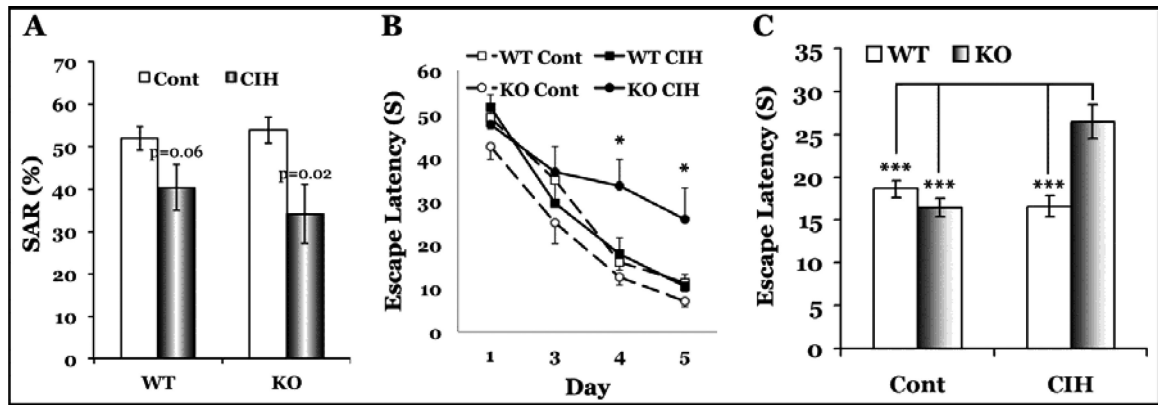 A
Cont CIH
SAR (%)
70
60
50
40
30
20
10
0
p=0.06
p=0.02
WT KO
B
WT Cont WT CIH
KO Cont KO CIH
Escape Latency (S)
60
50
40
30
20
10
0
*
*
1 3 4 5
Day
C
WT KO
Escape Latency (S)
35
30
25
20
15
10
5
0
*** *** ***
Cont CIH